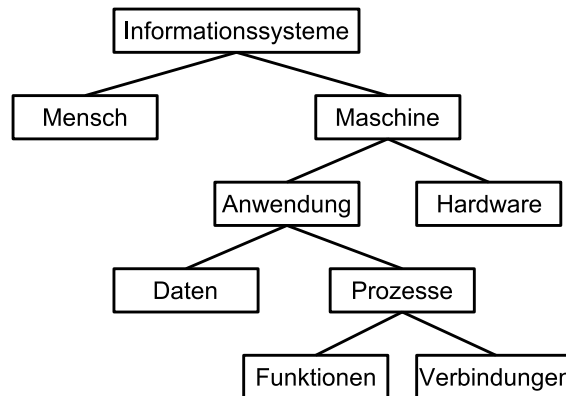 Informationssysteme
Mensch
Maschine
Anwendung
Hardware
Daten
Prozesse
Funktionen
Verbindungen